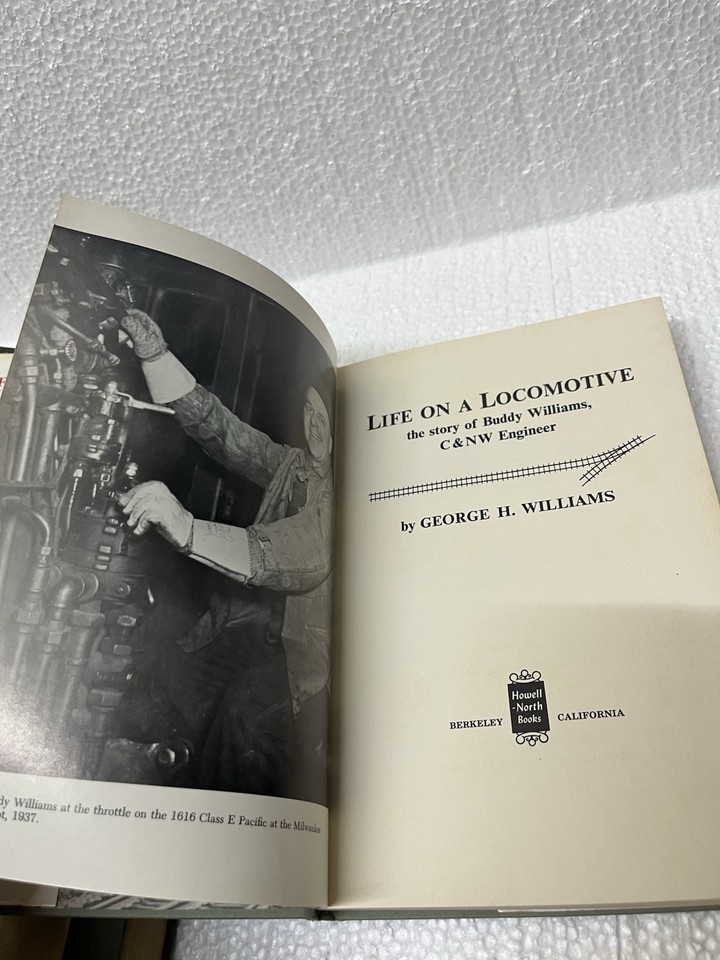 dy Williams at the throttle on the 1616 Class E Pacific at the Milwaukee
t, 1937.
LIFE ON A LOCOMOTIVE
the story of Buddy Williams,
C & NW Engineer
by GEORGE H. WILLIAMS
BERKELEY
Howell
-North
Books
CALIFORNIA